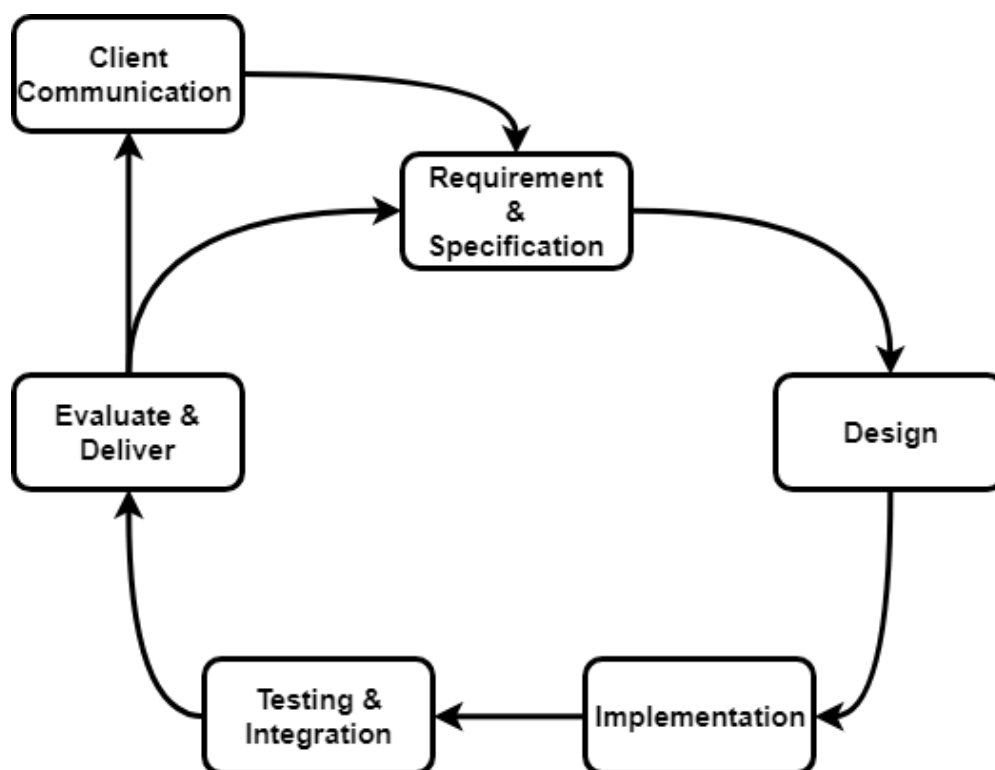 Client
Communication
Requirement
&
Specification
Evaluate &
Deliver
Design
Testing &
Integration
Implementation